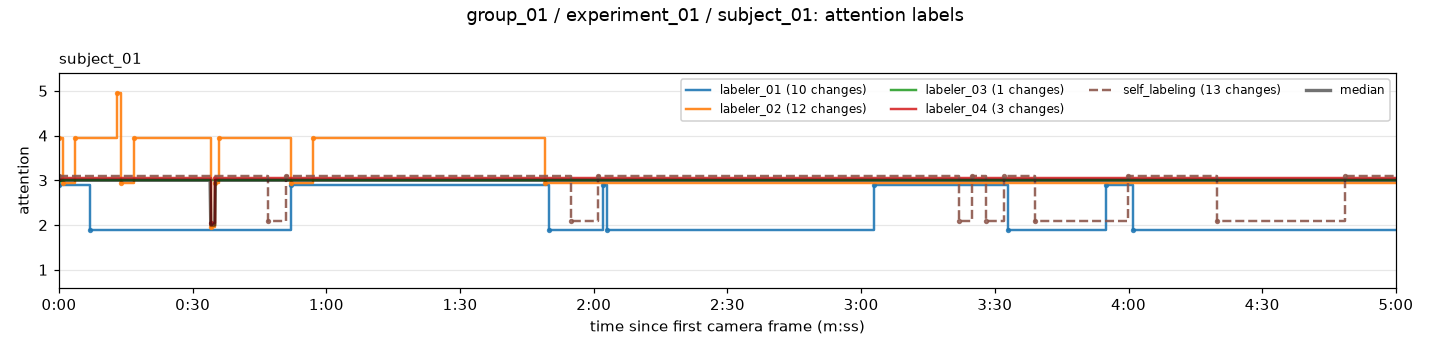 group_01 / experiment_01 / subject_01: attention labels
subject_01
labeler_01 (10 changes)
labeler_02 (12 changes)
labeler_03 (1 changes)
labeler_04 (3 changes)
self_labeling (13 changes)
median
attention
5
4
3
2
1
0:00 0:30 1:00 1:30 2:00 2:30 3:00 3:30 4:00 4:30 5:00
time since first camera frame (m:ss)